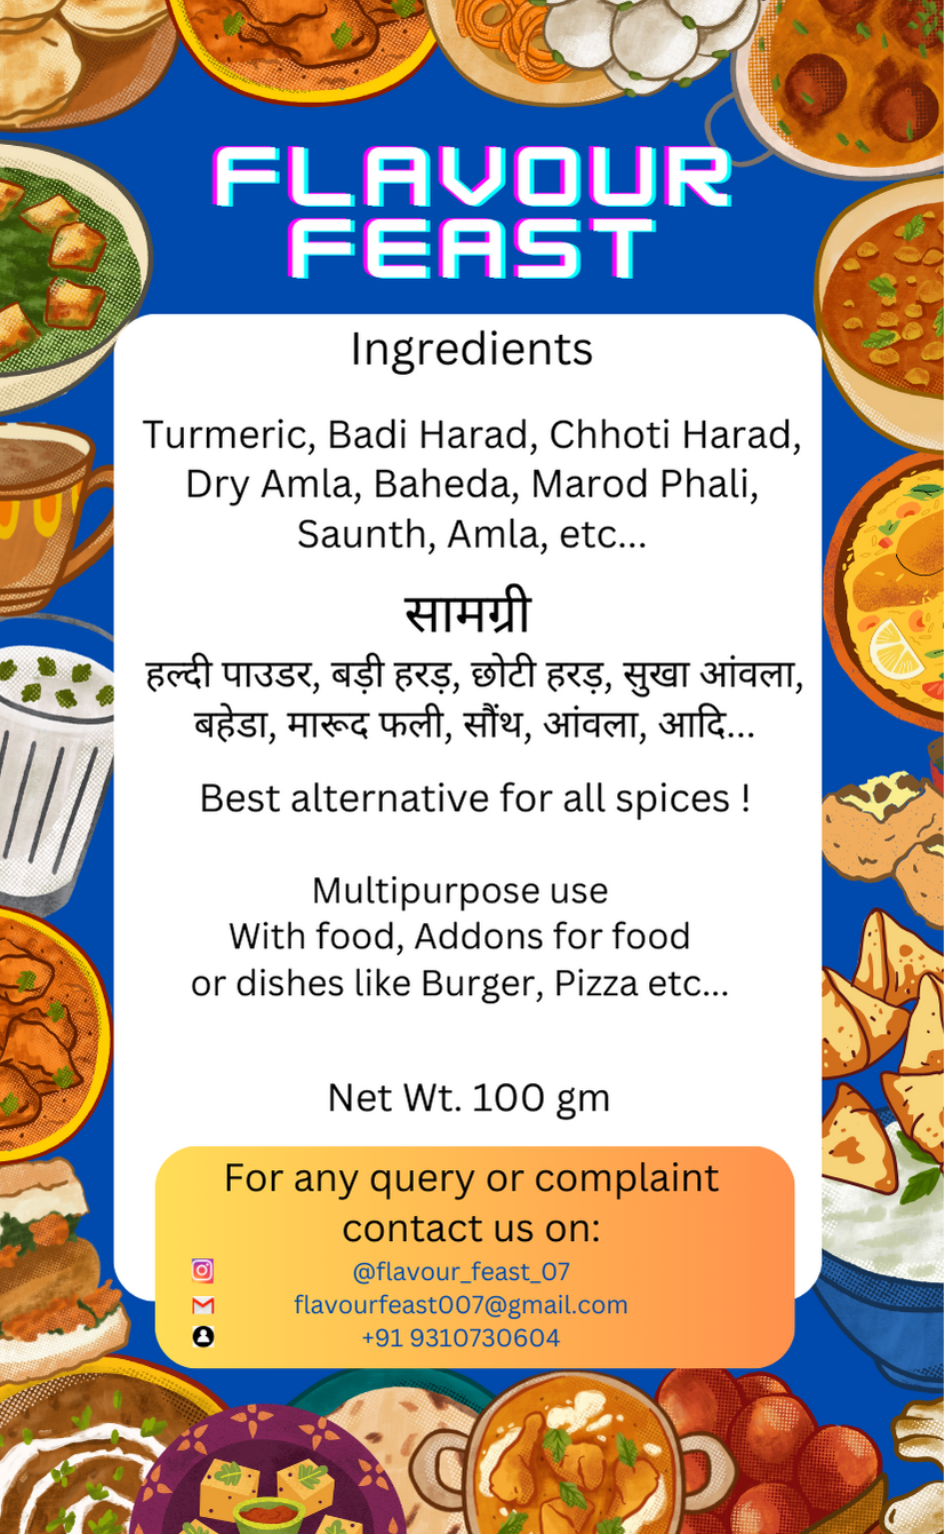 FLAVOUR
FEAST
Ingredients
Turmeric, Badi Harad, Chhoti Harad,
Dry Amla, Baheda, Marod Phali,
Saunth, Amla, etc...
सामग्री
हल्दी पाउडर, बड़ी हरड़, छोटी हरड़, सुखा आंवला,
बहेडा, मारूद फली, सौंथ, आंवला, आदि...
Best alternative for all spices !
Multipurpose use
With food, Addons for food
or dishes like Burger, Pizza etc...
Net Wt. 100 gm
For any query or complaint
contact us on:
@flavour_feast_07
flavourfeast007@gmail.com
+91 9310730604